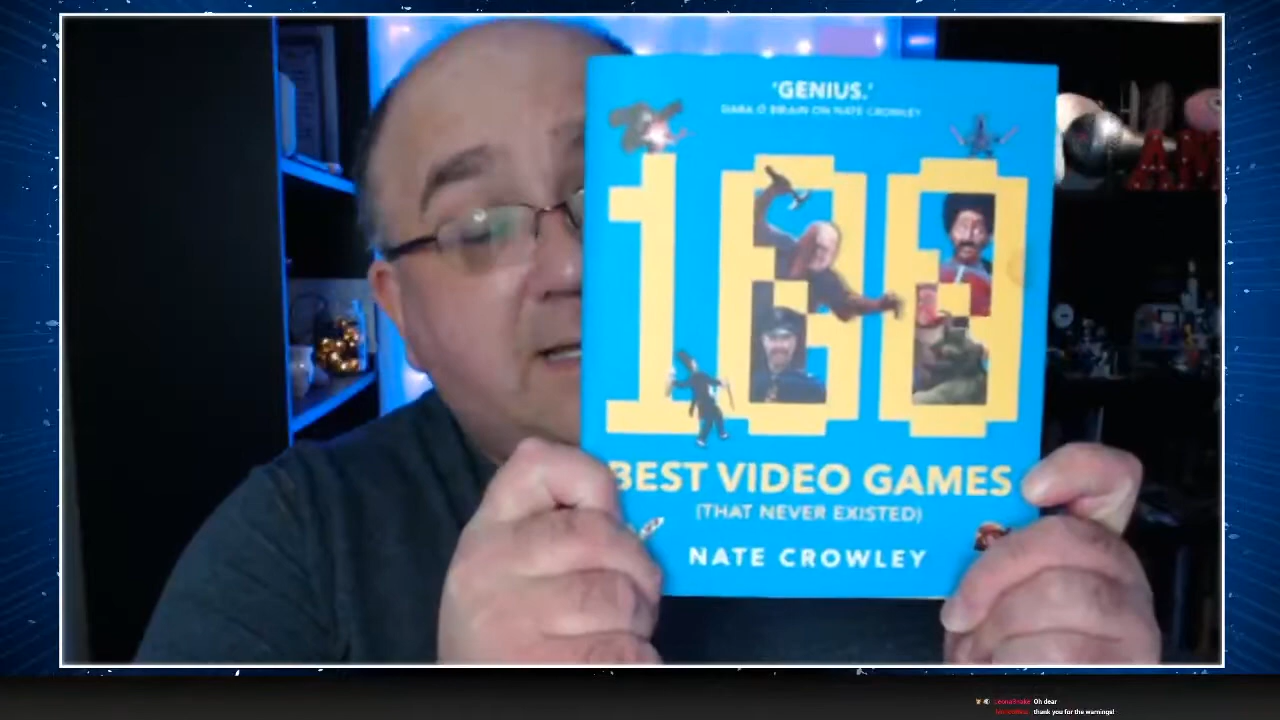 'GENIUS.'
DARA Ó BRIAIN ON NATE CROWLEY
100
BEST VIDEO GAMES
(THAT NEVER EXISTED)
NATE CROWLEY
AM
Oh dear
thank you for the warnings!